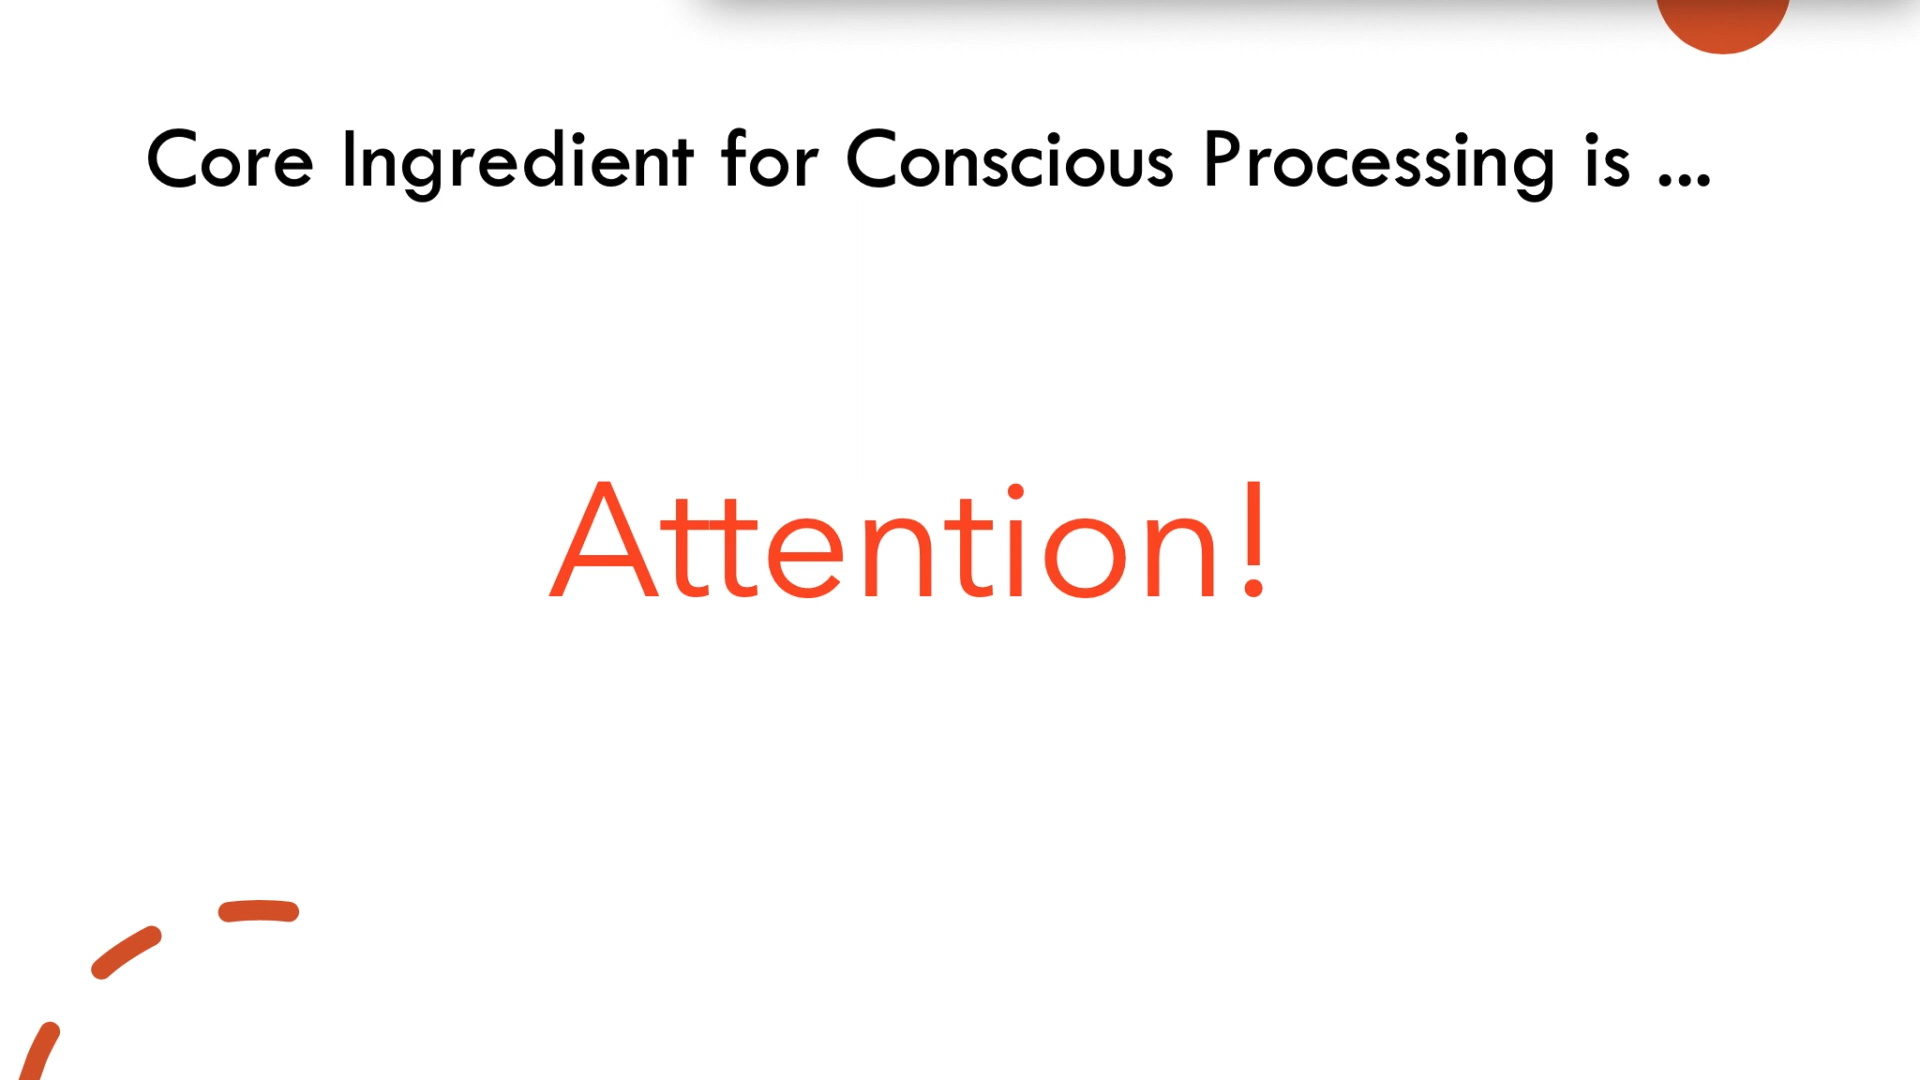 Core Ingredient for Conscious Processing is ...
Attention!